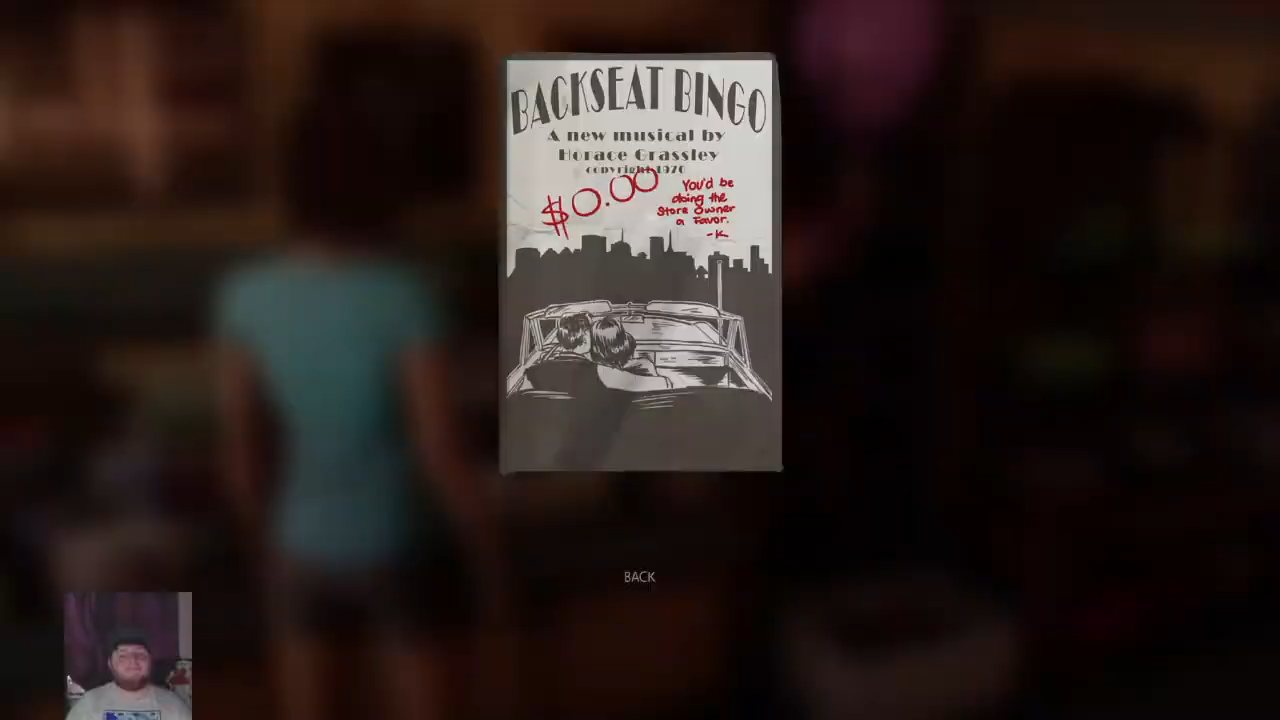 BACKSEAT BINGO
A new musical by
Horace Grassley
copyright 1970
$0.00
You'd be
doing the
Store Owner
a Favor.
-K
BACK